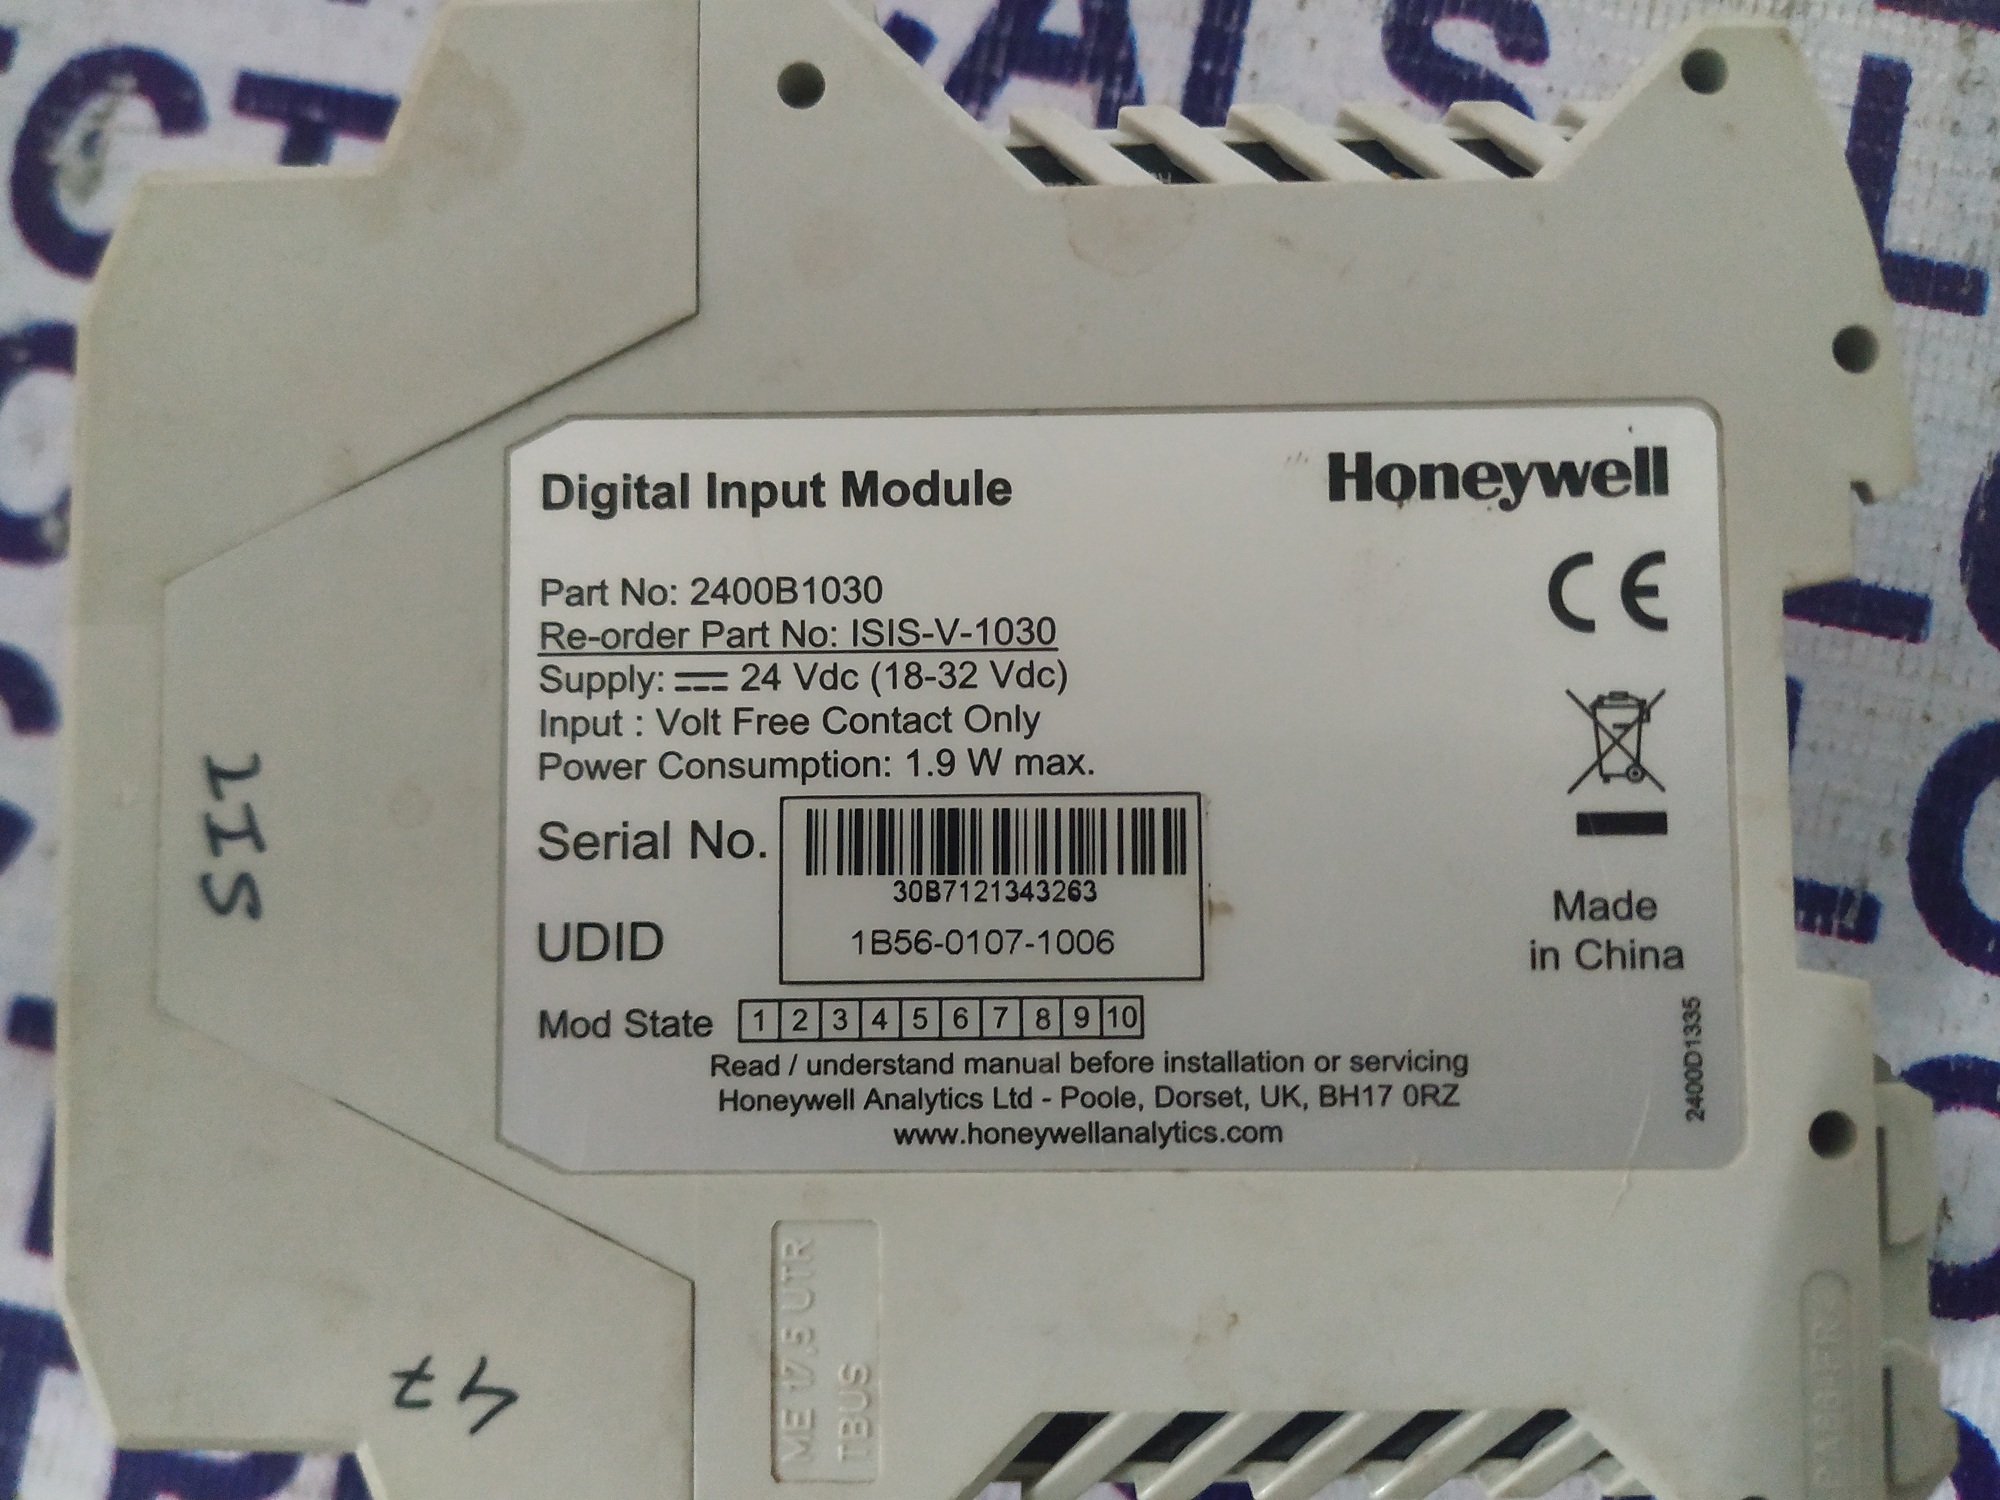 Digital Input Module
Honeywell
CE
Part No: 2400B1030
Re-order Part No: ISIS-V-1030
Supply: 24 Vdc (18-32 Vdc)
Input : Volt Free Contact Only
Power Consumption: 1.9 W max.
Serial No.
30B7121343263
UDID
1B56-0107-1006
Mod State 1 2 3 4 5 6 7 8 9 10
Made
in China
2400D1335
Read / understand manual before installation or servicing
Honeywell Analytics Ltd - Poole, Dorset, UK, BH17 0RZ
www.honeywellanalytics.com
47
ME 17,5 UTR
TBUS